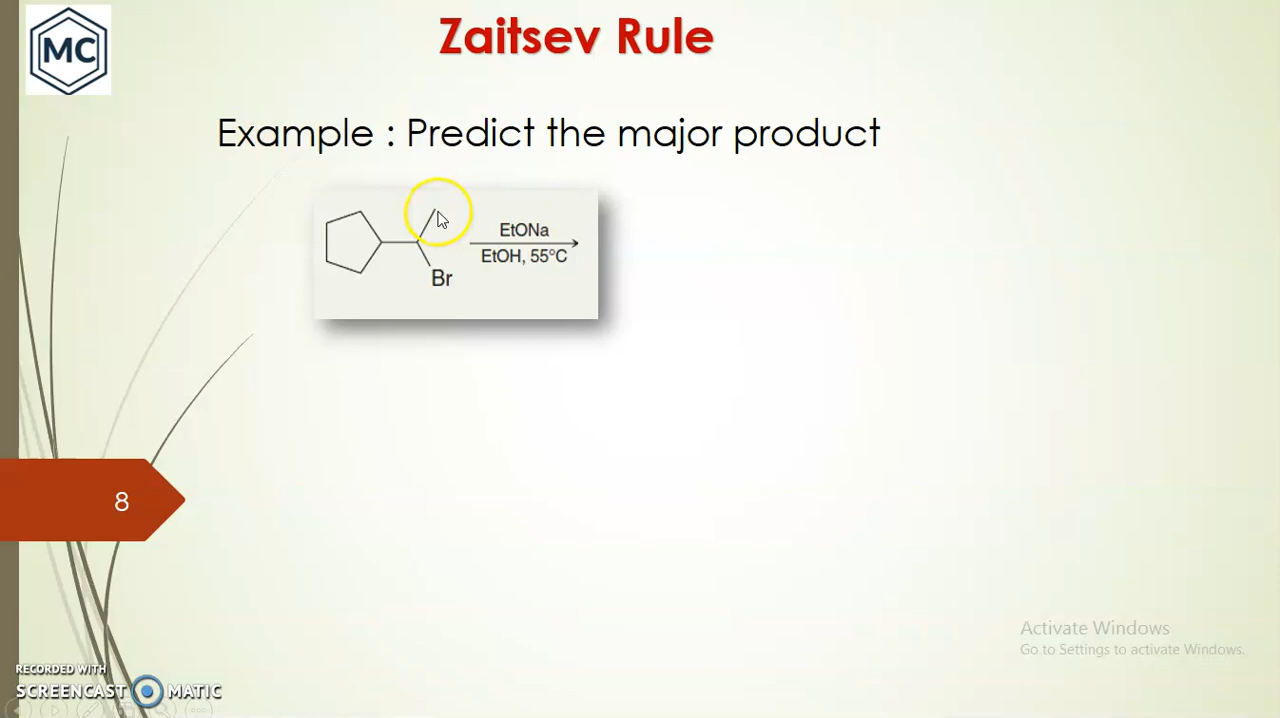 MC
Zaitsev Rule
Example : Predict the major product
EtONa
EtOH, 55°C
Br
8
Activate Windows
Go to Settings to activate Windows.
RECORDED WITH
SCREENCAST MATIC